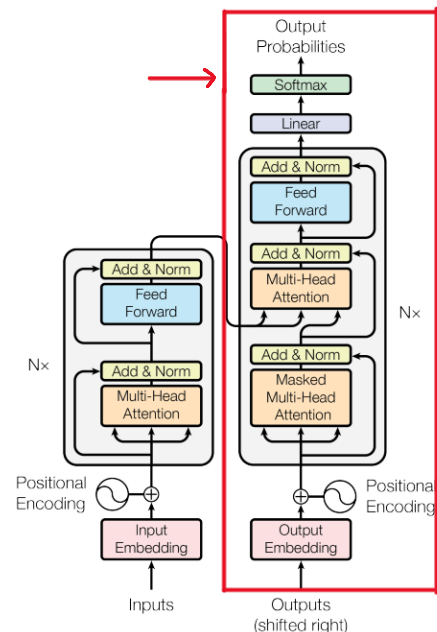 Output
Probabilities
Softmax
Linear
Add & Norm
Feed
Forward
Add & Norm
Multi-Head
Attention
N×
Add & Norm
Masked
Multi-Head
Attention
Positional
Encoding
Output
Embedding
Outputs
(shifted right)
Add & Norm
Feed
Forward
N×
Add & Norm
Multi-Head
Attention
Positional
Encoding
Input
Embedding
Inputs